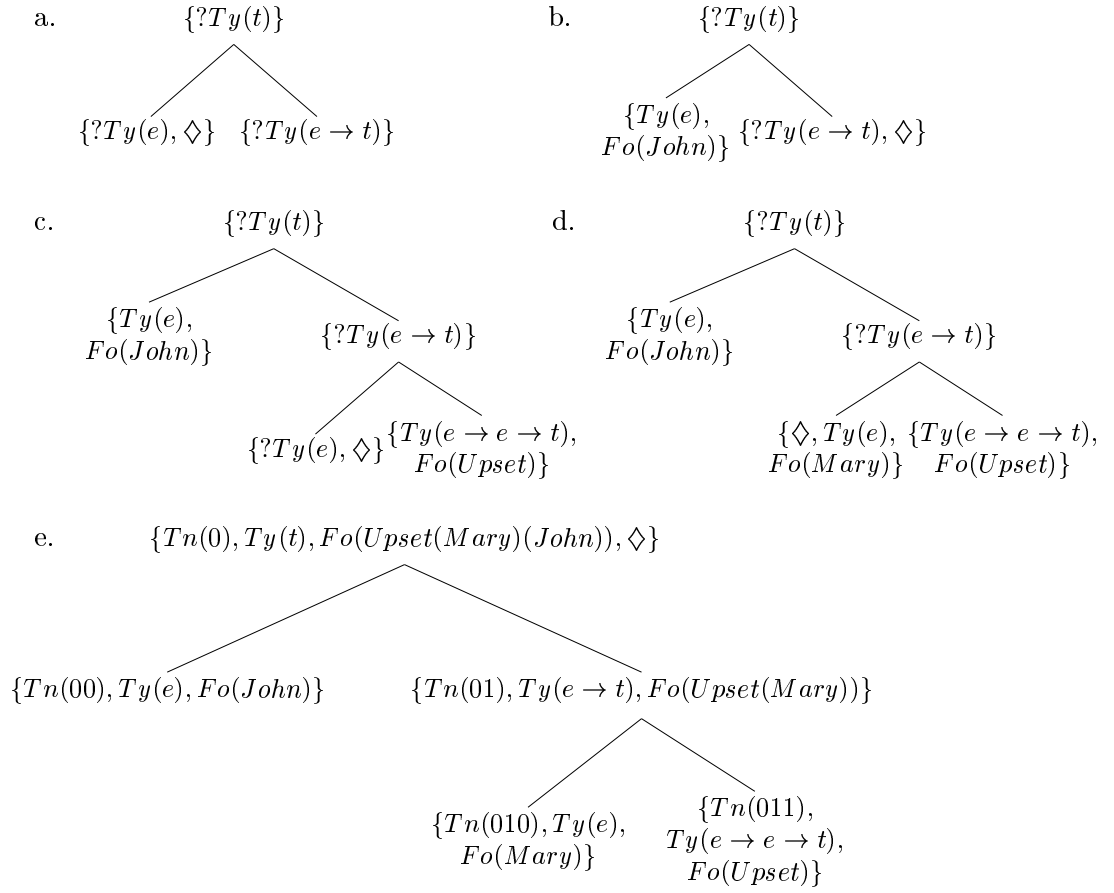 a. {?Ty(t)}
{?Ty(e), ◇} {?Ty(e → t)}
b. {?Ty(t)}
{Ty(e),
Fo(John)} {?Ty(e → t), ◇}
c. {?Ty(t)}
{Ty(e),
Fo(John)} {?Ty(e → t)}
{?Ty(e), ◇} {Ty(e → e → t),
Fo(Upset)}
d. {?Ty(t)}
{Ty(e),
Fo(John)} {?Ty(e → t)}
{◇, Ty(e), {Ty(e → e → t),
Fo(Mary)} Fo(Upset)}
e. {Tn(0), Ty(t), Fo(Upset(Mary)(John)), ◇}
{Tn(00), Ty(e), Fo(John)} {Tn(01), Ty(e → t), Fo(Upset(Mary))}
{Tn(010), Ty(e),
Fo(Mary)}
{Tn(011),
Ty(e → e → t),
Fo(Upset)}